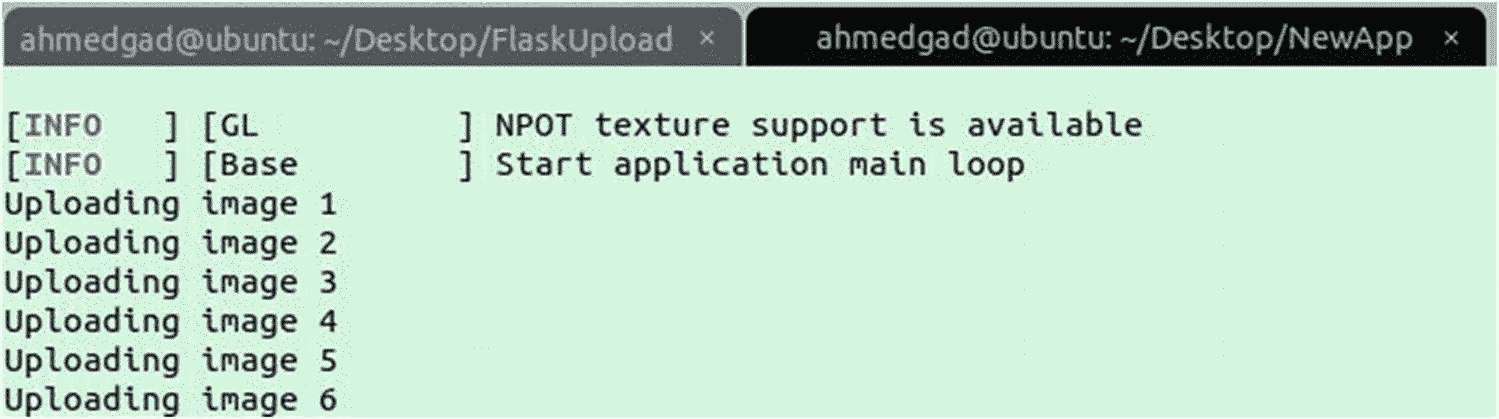 ahmedgad@ubuntu: ~/Desktop/FlaskUpload × ahmedgad@ubuntu: ~/Desktop/NewApp ×
[INFO   ] [GL          ] NPOT texture support is available
[INFO   ] [Base        ] Start application main loop
Uploading image 1
Uploading image 2
Uploading image 3
Uploading image 4
Uploading image 5
Uploading image 6